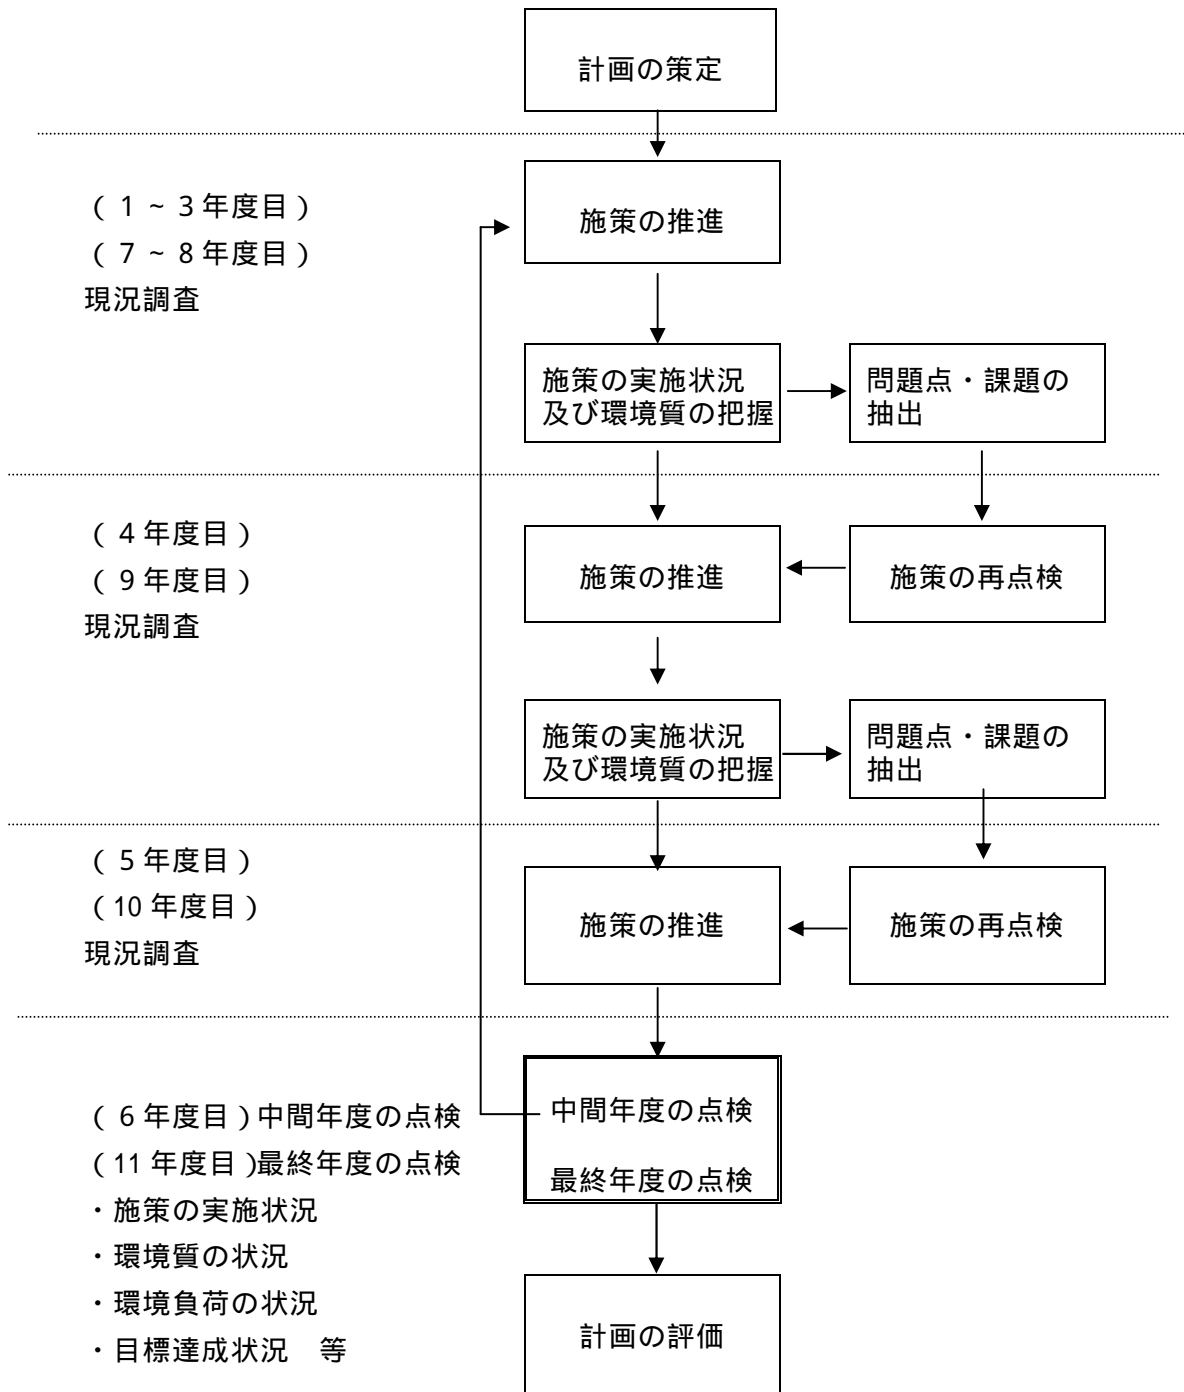 計画の策定
（ 1 ~ 3 年度目 ）
（ 7 ~ 8 年度目 ）
現況調査
施策の推進
施策の実施状況
及び環境質の把握
問題点・課題の
抽出
（ 4 年度目 ）
（ 9 年度目 ）
現況調査
施策の推進
施策の再点検
施策の実施状況
及び環境質の把握
問題点・課題の
抽出
（ 5 年度目 ）
（ 10 年度目 ）
現況調査
施策の推進
施策の再点検
（ 6 年度目 ）中間年度の点検
（ 11 年度目 ）最終年度の点検
・施策の実施状況
・環境質の状況
・環境負荷の状況
・目標達成状況　等
中間年度の点検
最終年度の点検
計画の評価